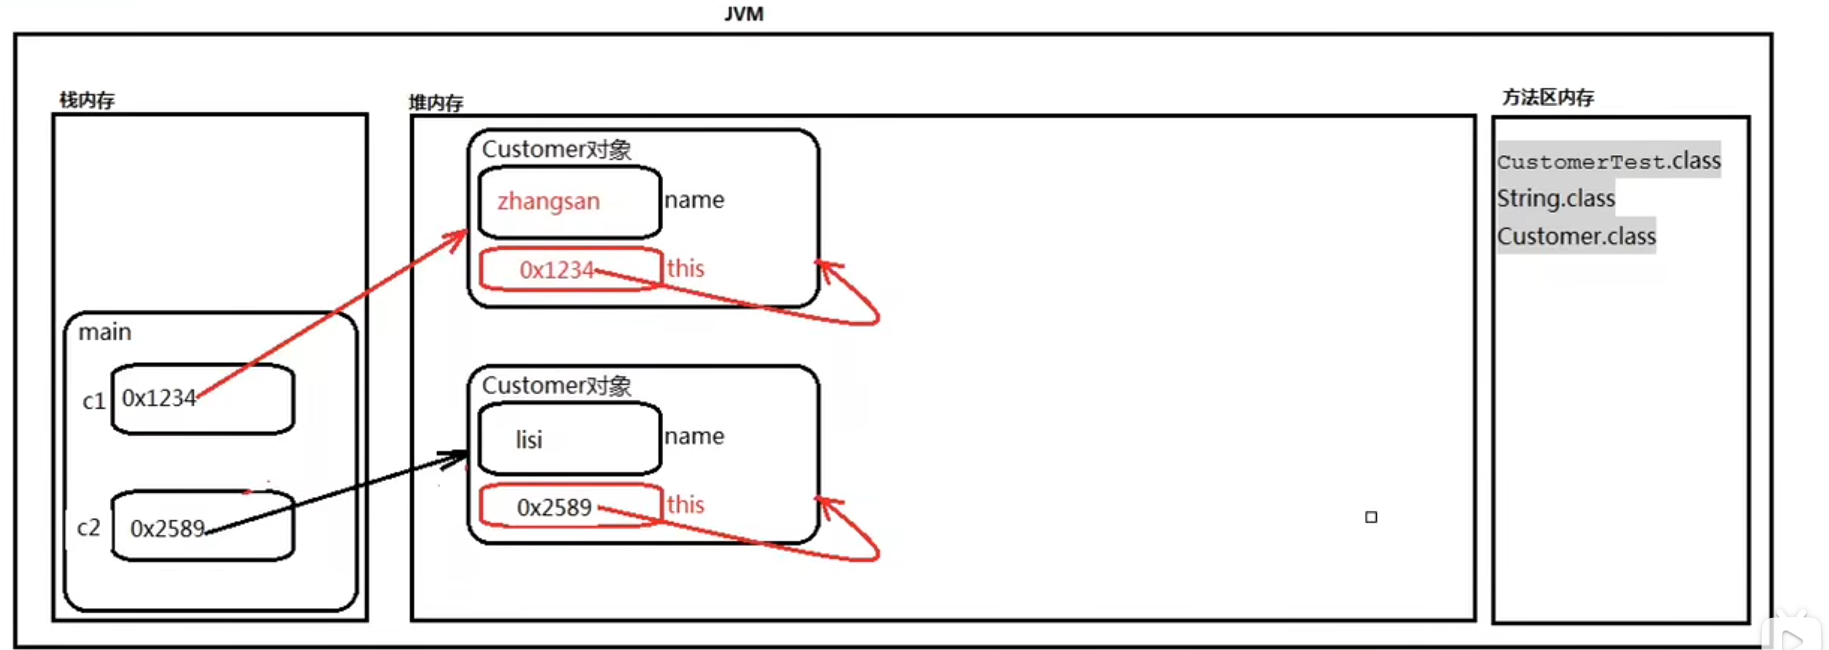 JVM
栈内存
main
c1 0x1234
c2 0x2589
堆内存
Customer对象
zhangsan name
0x1234 this
Customer对象
lisi name
0x2589 this
方法区内存
CustomerTest.class
String.class
Customer.class